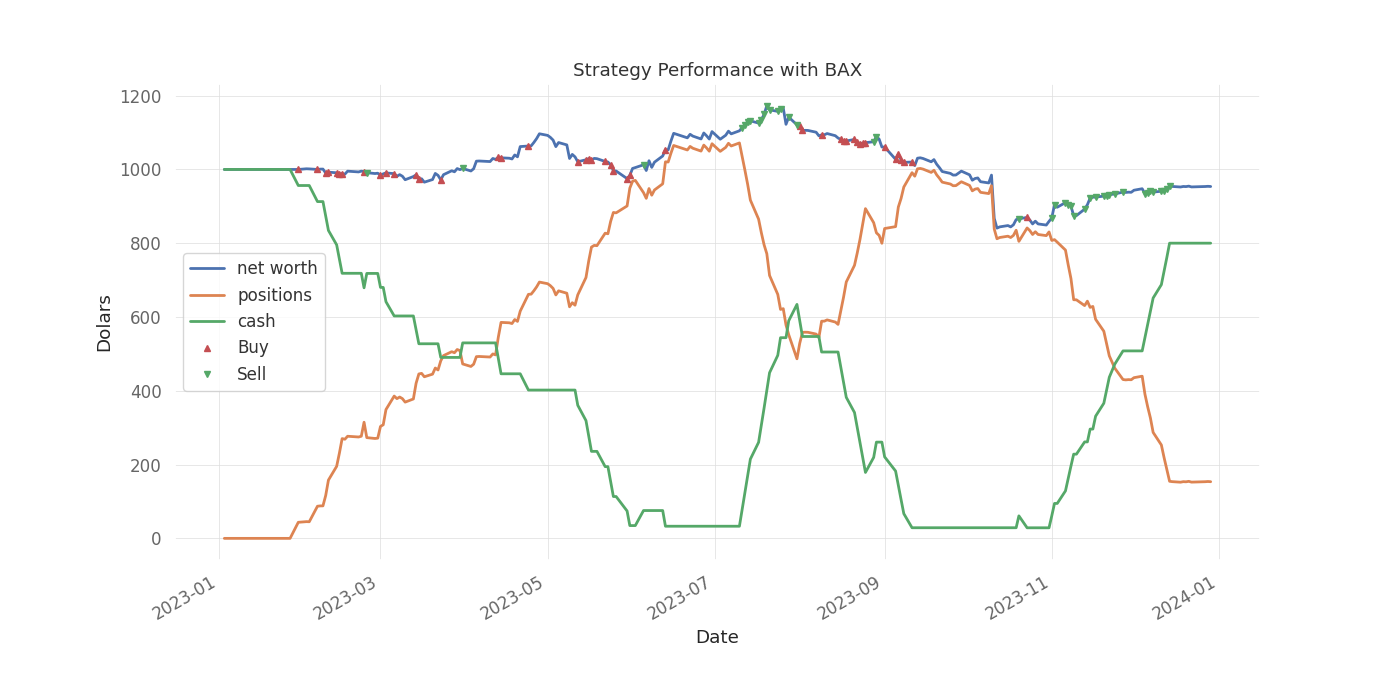 Strategy Performance with BAX
1200
1000
800
600
400
200
0
Dolars
net worth
positions
cash
Buy
Sell
2023-01
2023-03
2023-05
2023-07
2023-09
2023-11
2024-01
Date